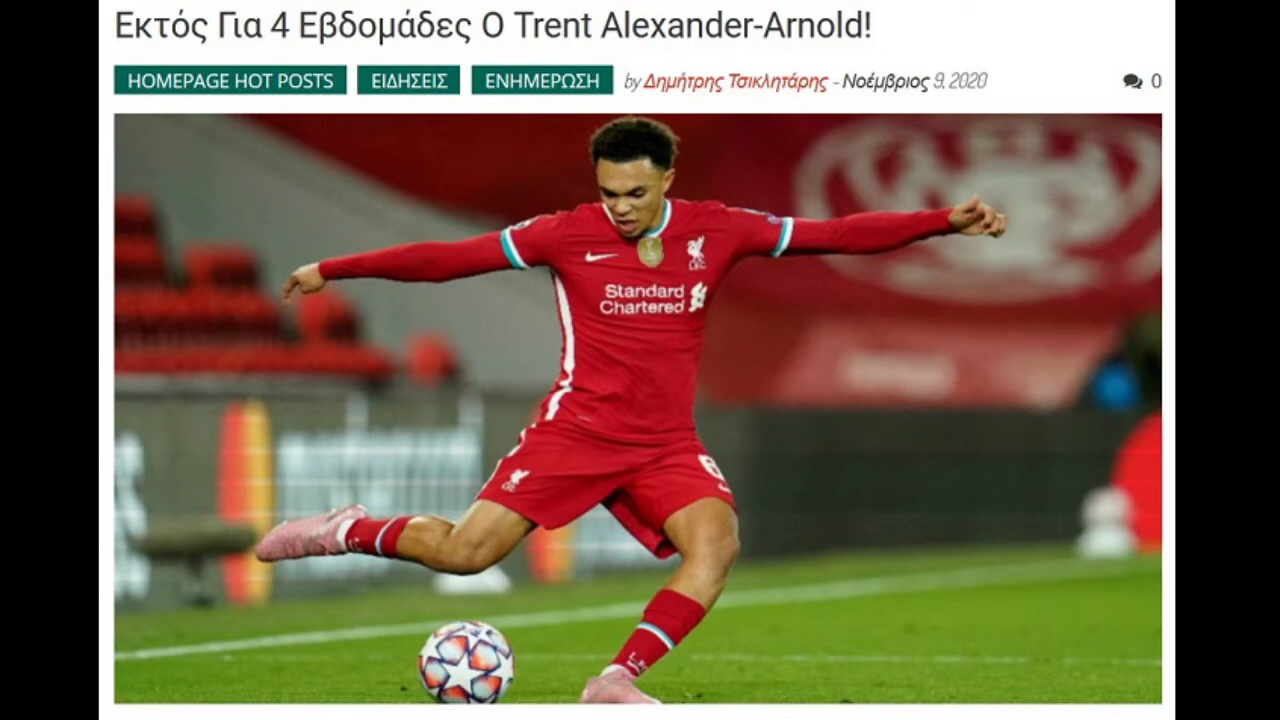 Εκτός Για 4 Εβδομάδες Ο Trent Alexander-Arnold!
HOMEPAGE HOT POSTS ΕΙΔΗΣΕΙΣ ΕΝΗΜΕΡΩΣΗ by Δημήτρης Τσικλητάρης - Νοέμβριος 9, 2020 0
Standard
Chartered
6